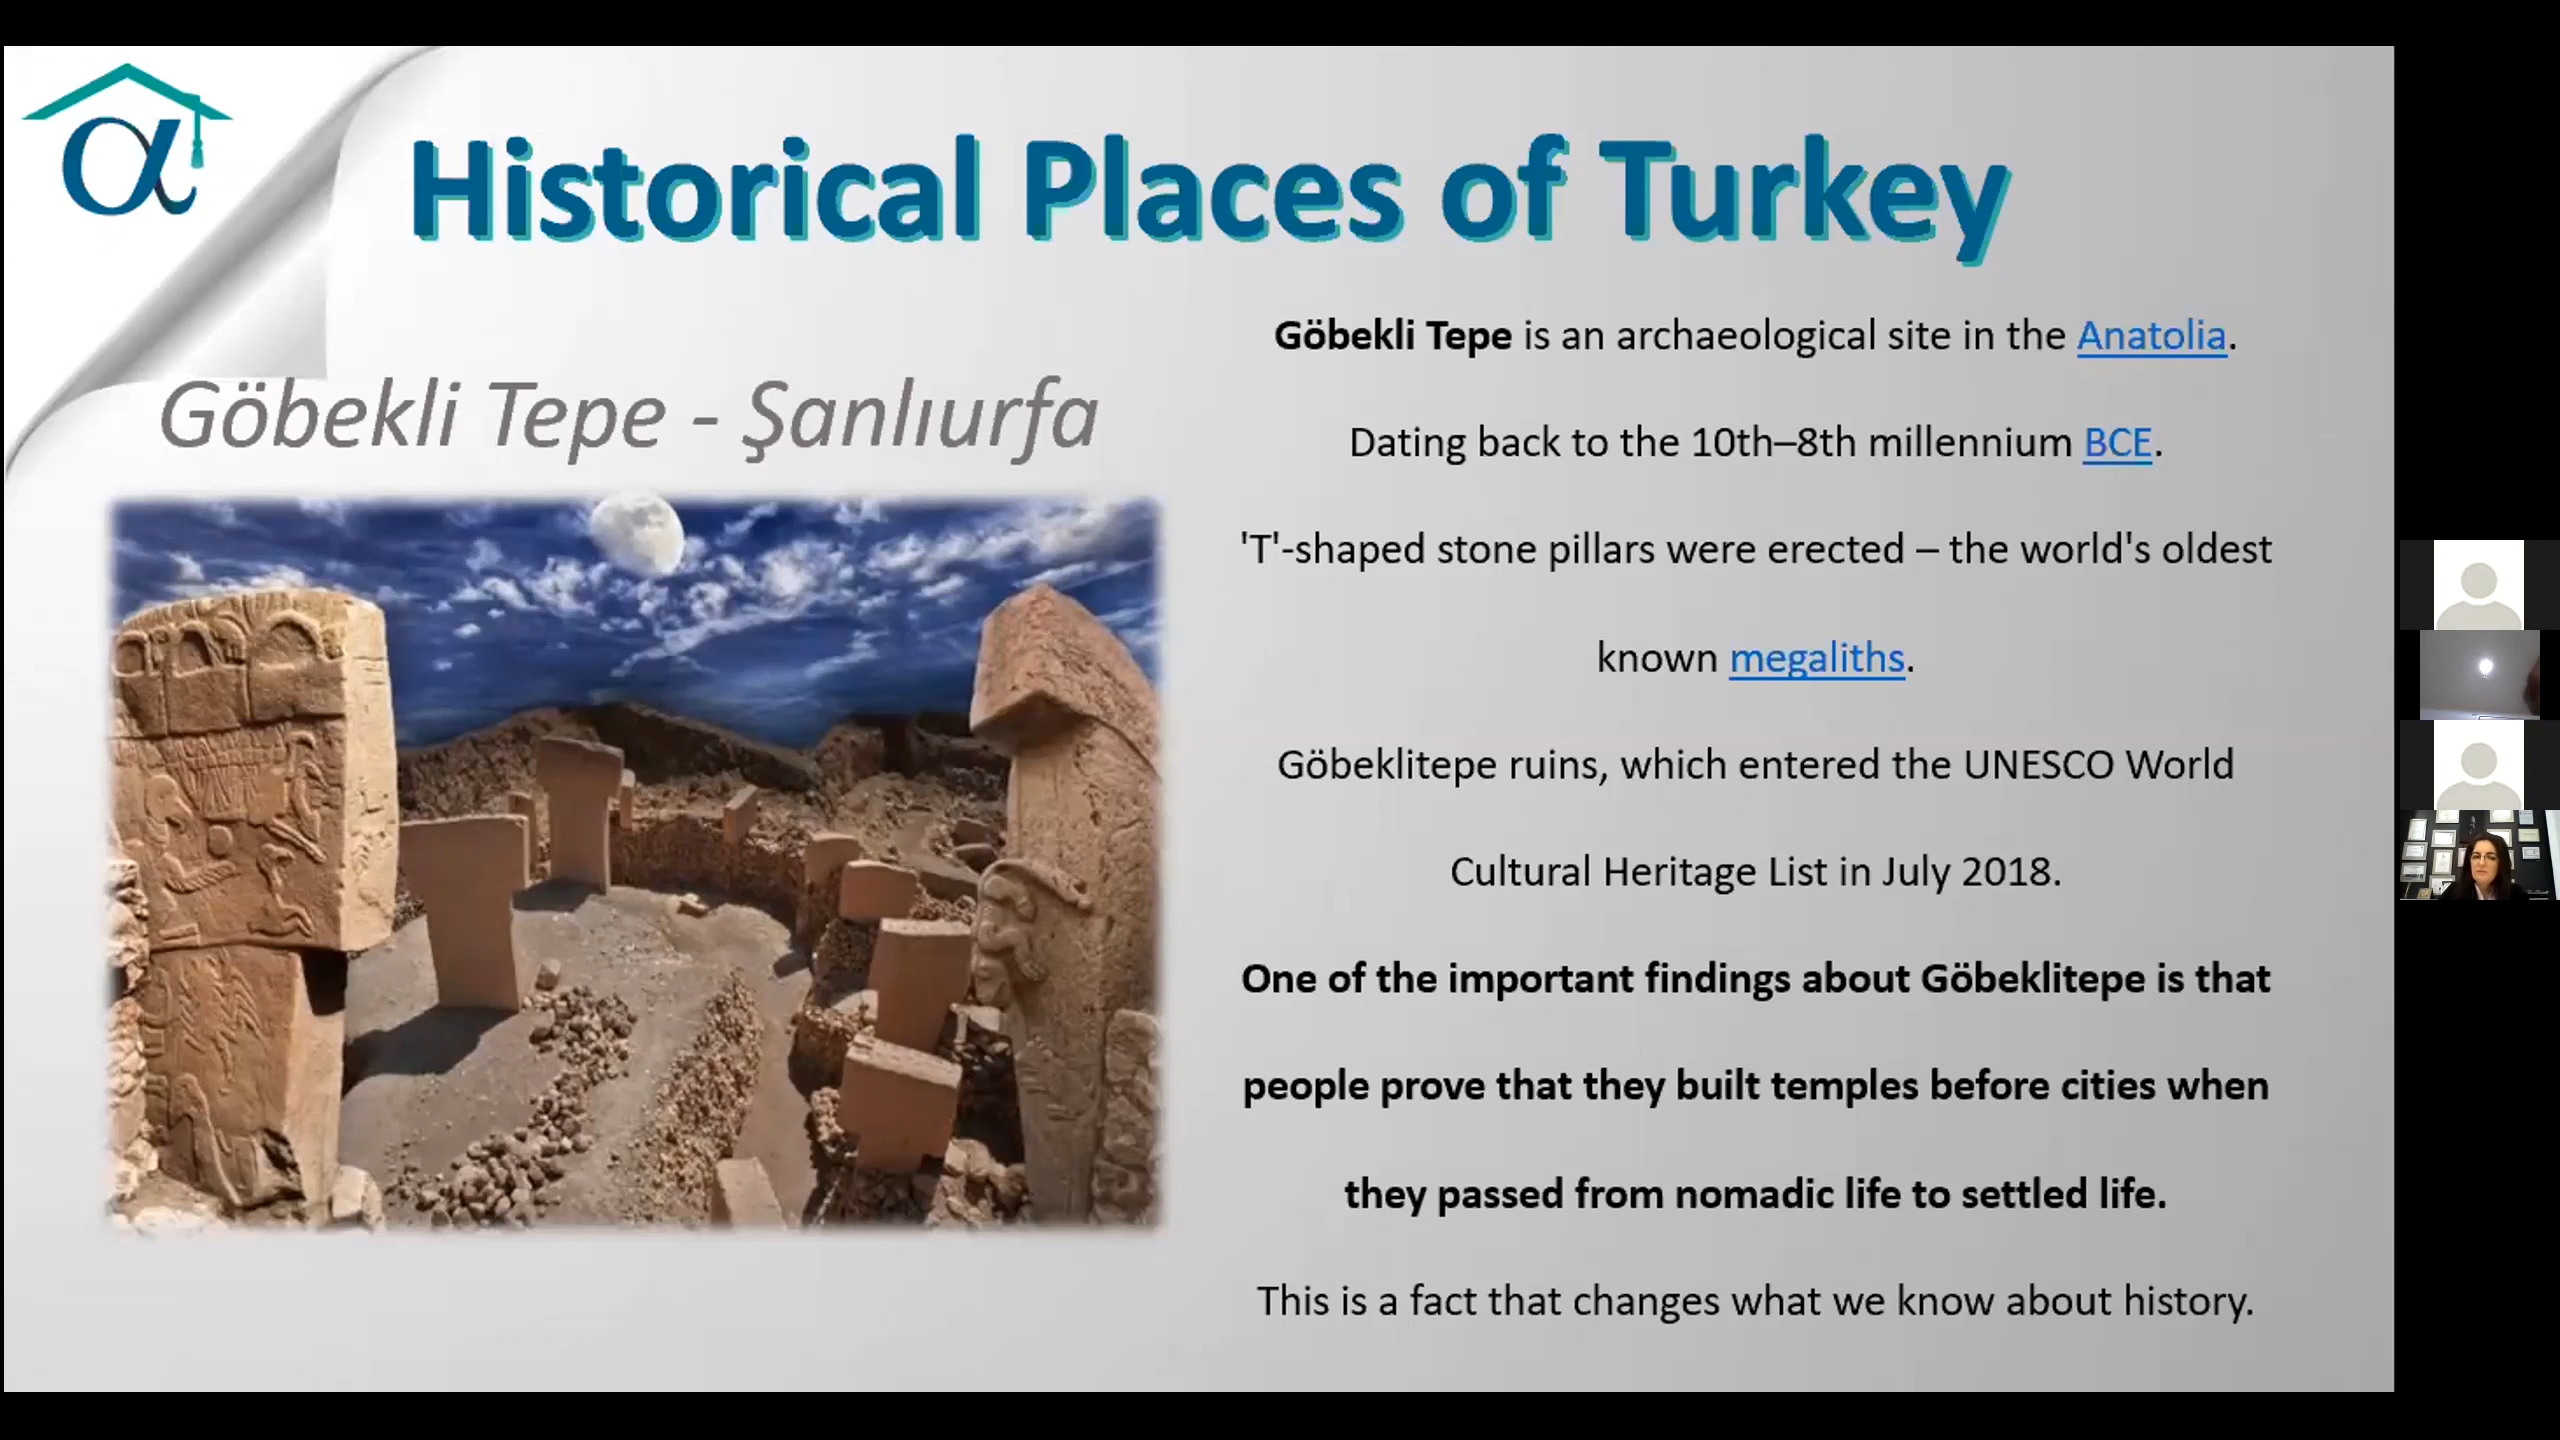 Historical Places of Turkey
Göbekli Tepe - Şanlıurfa
Göbekli Tepe is an archaeological site in the Anatolia.
Dating back to the 10th–8th millennium BCE.
'T'-shaped stone pillars were erected – the world's oldest
known megaliths.
Göbeklitepe ruins, which entered the UNESCO World
Cultural Heritage List in July 2018.
One of the important findings about Göbeklitepe is that
people prove that they built temples before cities when
they passed from nomadic life to settled life.
This is a fact that changes what we know about history.